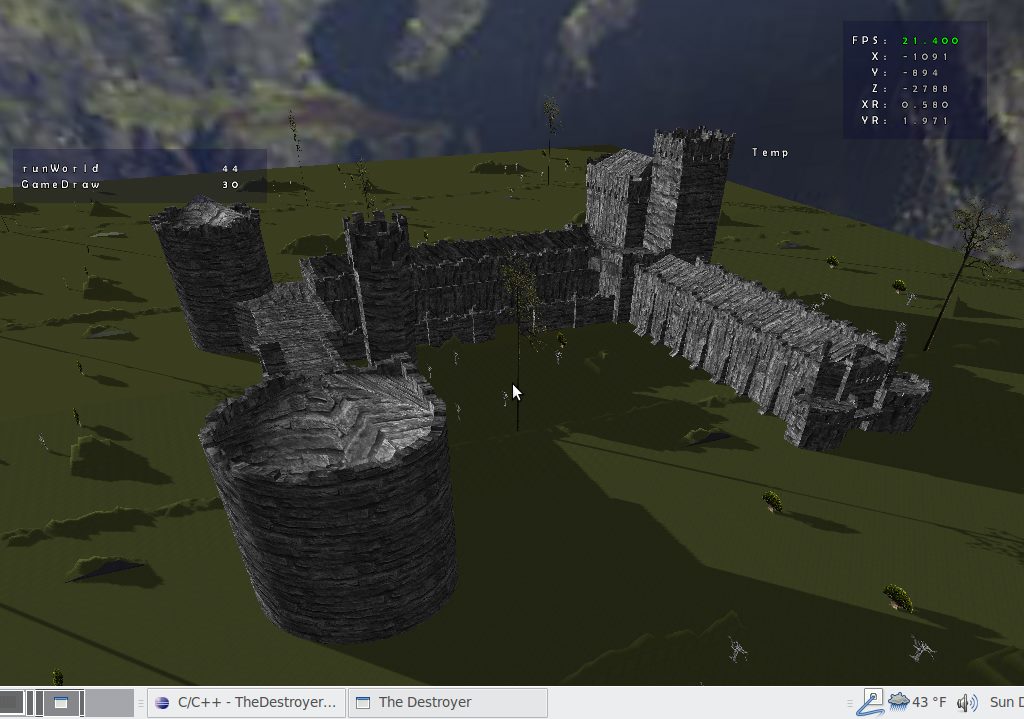 FPS: 21.400
X: -1091
Y: -894
Z: -2788
XR: 0.580
YR: 1.971
Temp
runWorld 44
GameDraw 30
C/C++ - TheDestroyer...
The Destroyer
43 °F
Sun D